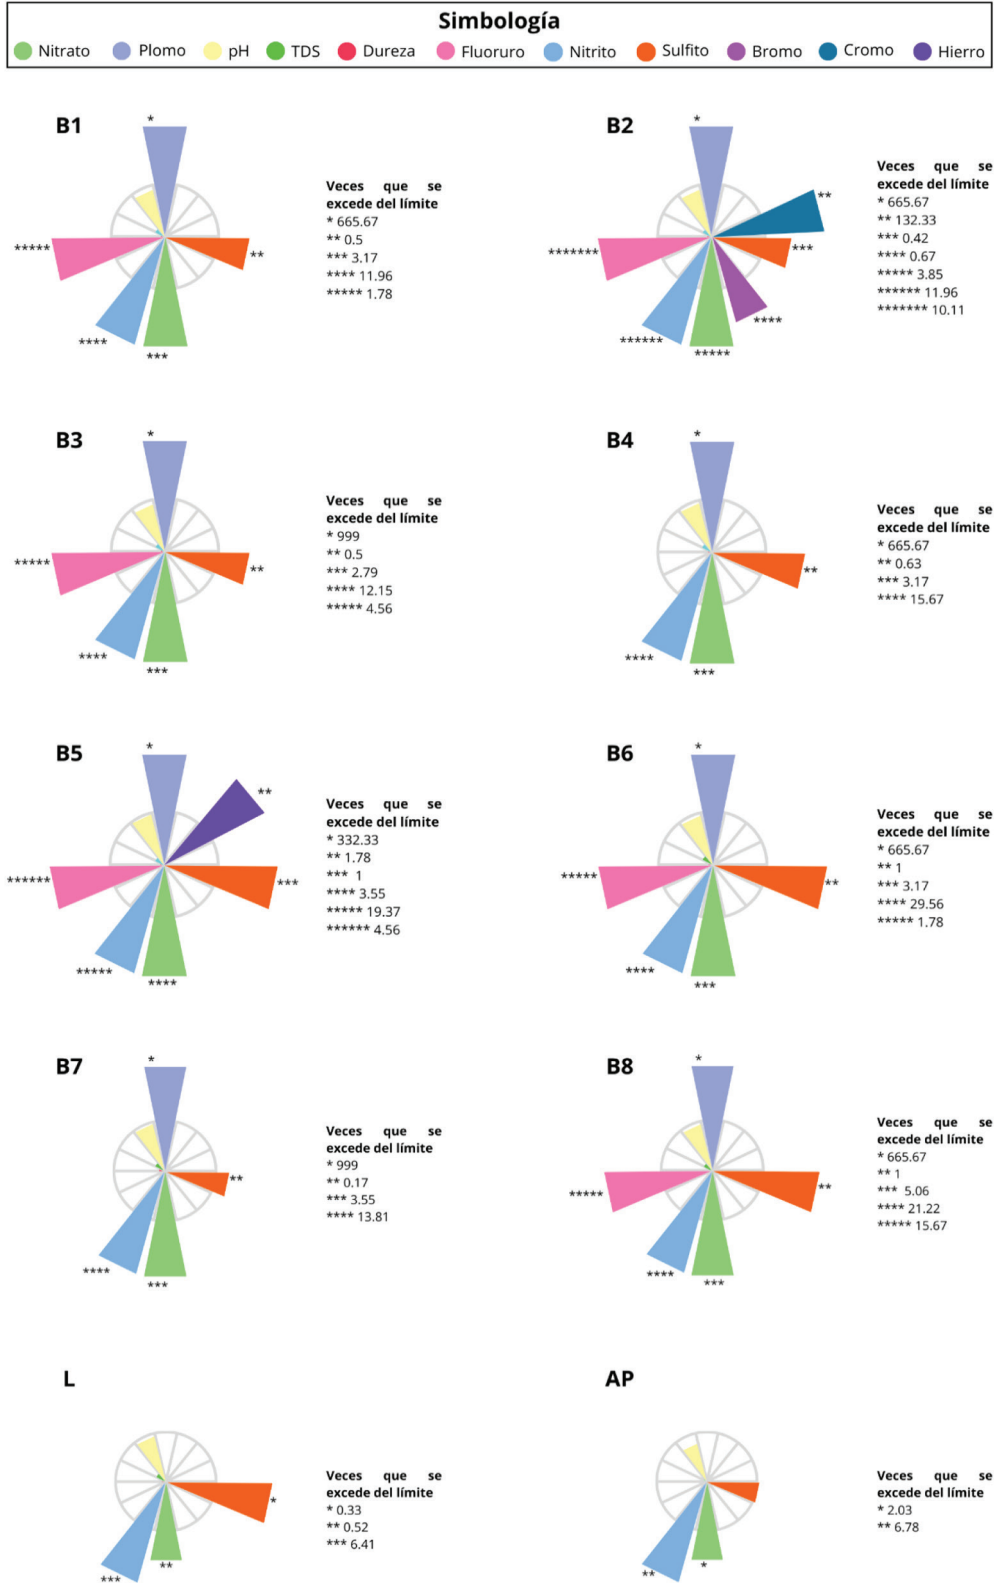 Simbología
Nitrato Plomo pH TDS Dureza Fluoruro Nitrito Sulfito Bromo Cromo Hierro
B1
*
*****
**
****
***
Veces que se
excede del límite
* 665.67
** 0.5
*** 3.17
**** 11.96
***** 1.78
B2
*
**
*******
***
****
******
*****
Veces que se
excede del límite
* 665.67
** 132.33
*** 0.42
**** 0.67
***** 3.85
****** 11.96
******* 10.11
B3
*
*****
**
****
***
Veces que se
excede del límite
* 999
** 0.5
*** 2.79
**** 12.15
***** 4.56
B4
*
**
****
***
Veces que se
excede del límite
* 665.67
** 0.63
*** 3.17
**** 15.67
B5
*
**
******
***
*****
****
Veces que se
excede del límite
* 332.33
** 1.78
*** 1
**** 3.55
***** 19.37
****** 4.56
B6
*
*****
**
****
***
Veces que se
excede del límite
* 665.67
** 1
*** 3.17
**** 29.56
***** 1.78
B7
*
**
****
***
Veces que se
excede del límite
* 999
** 0.17
*** 3.55
**** 13.81
B8
*
**
*****
****
***
Veces que se
excede del límite
* 665.67
** 1
*** 5.06
**** 21.22
***** 15.67
L
*
**
***
Veces que se
excede del límite
* 0.33
** 0.52
*** 6.41
AP
*
**
Veces que se
excede del límite
* 2.03
** 6.78